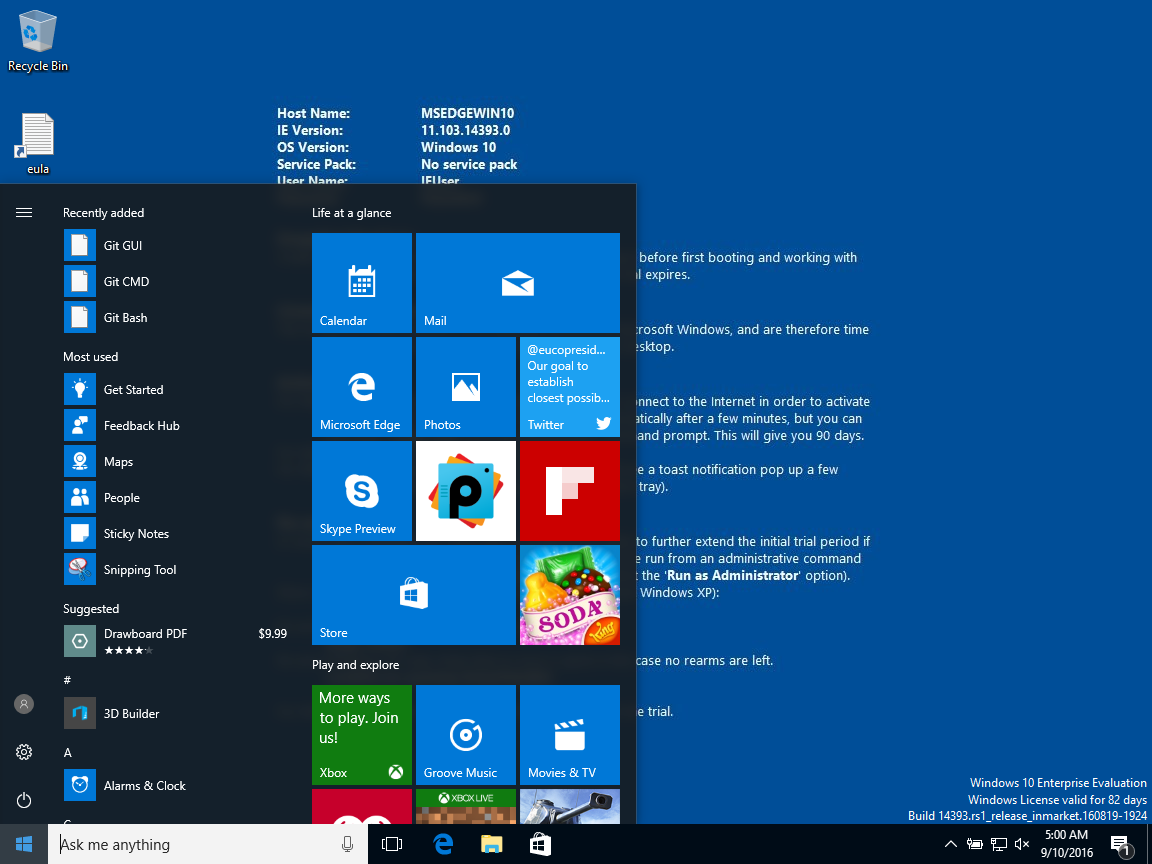 Recycle Bin
eula
Host Name: MSEDGEWIN10
IE Version: 11.103.14393.0
OS Version: Windows 10
Service Pack: No service pack
User Name: IEUser
Recently added
Git GUI
Git CMD
Git Bash
Most used
Get Started
Feedback Hub
Maps
People
Sticky Notes
Snipping Tool
Suggested
Drawboard PDF $9.99
#
3D Builder
A
Alarms & Clock
Life at a glance
Calendar
Mail
Microsoft Edge
Photos
@eucopresid...
Our goal to
establish
closest possib...
Twitter
Skype Preview
Store
SODA
King
Play and explore
More ways
to play. Join
us!
Xbox
Groove Music
Movies & TV
XBOX LIVE
before first booting and working with
expires.
Windows, and are therefore time
to the Internet in order to activate
after a few minutes, but you can
prompt. This will give you 90 days.
a toast notification pop up a few
tray).
to further extend the initial trial period if
run from an administrative command
the 'Run as Administrator' option).
Windows XP):
case no rearms are left.
trial.
Windows 10 Enterprise Evaluation
Windows License valid for 82 days
Build 14393.rs1_release_inmarket.160819-1924
Ask me anything
5:00 AM
9/10/2016
1